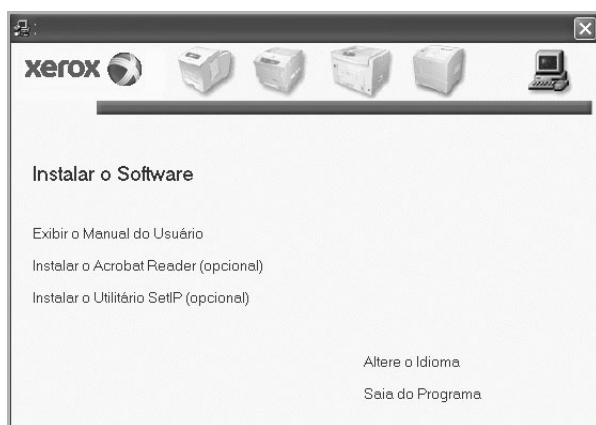 xerox
Instalar o Software
Exibir o Manual do Usuário
Instalar o Acrobat Reader (opcional)
Instalar o Utilitário SetIP (opcional)
Altere o Idioma
Saia do Programa